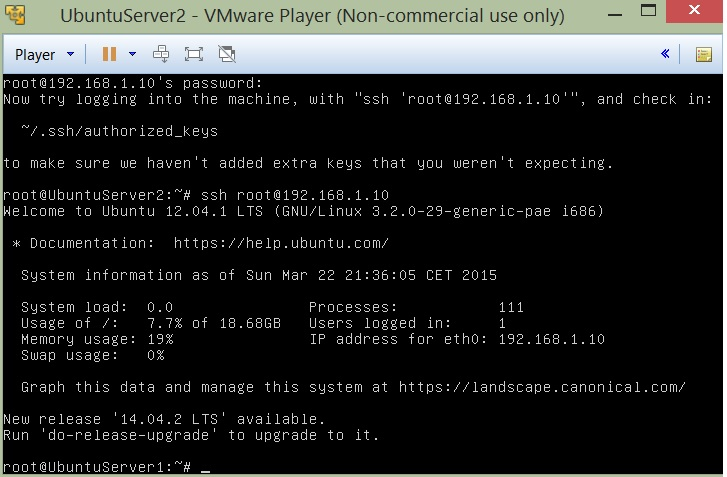 UbuntuServer2 - VMware Player (Non-commercial use only)
Player
root@192.168.1.10's password:
Now try logging into the machine, with "ssh 'root@192.168.1.10'", and check in:
~/.ssh/authorized_keys
to make sure we haven't added extra keys that you weren't expecting.
root@UbuntuServer2:~# ssh root@192.168.1.10
Welcome to Ubuntu 12.04.1 LTS (GNU/Linux 3.2.0-29-generic-pae i686)
* Documentation:  https://help.ubuntu.com/
System information as of Sun Mar 22 21:36:05 CET 2015
System load:  0.0               Processes:           111
Usage of /:   7.7% of 18.68GB   Users logged in:     1
Memory usage: 19%               IP address for eth0: 192.168.1.10
Swap usage:   0%
Graph this data and manage this system at https://landscape.canonical.com/
New release '14.04.2 LTS' available.
Run 'do-release-upgrade' to upgrade to it.
root@UbuntuServer1:~# _